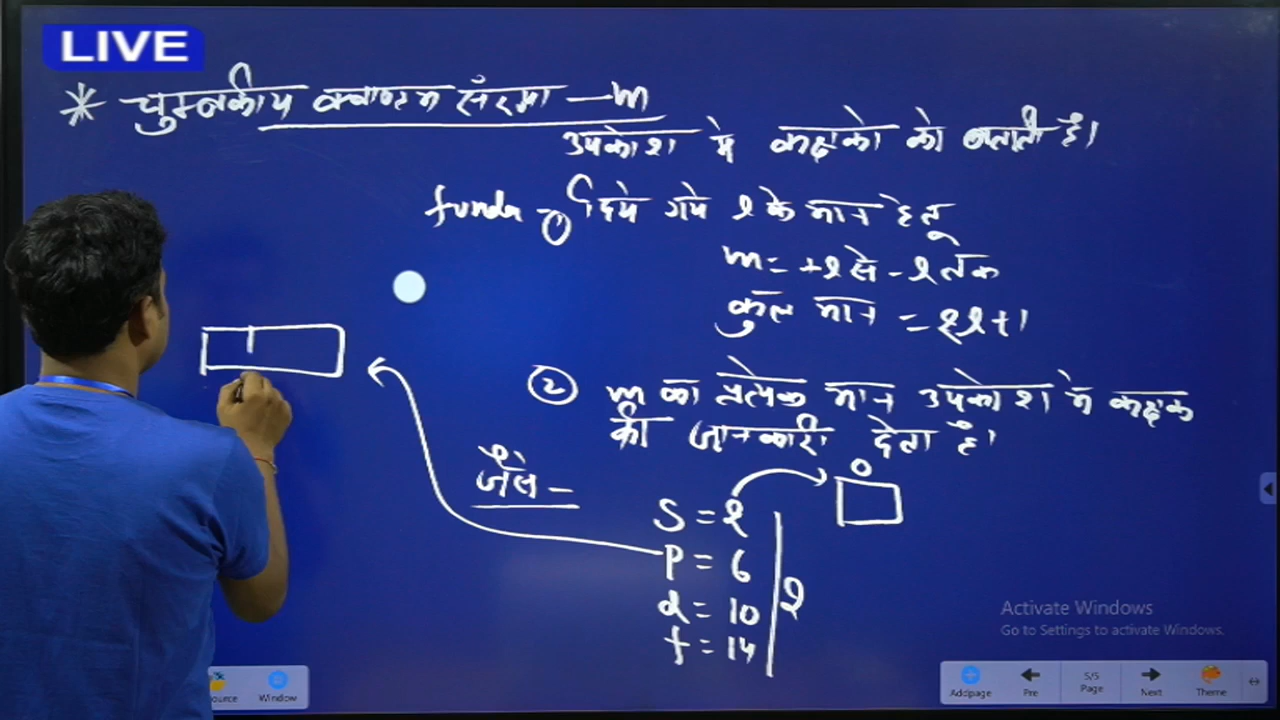 LIVE
* चुम्बकीय क्वाण्टम संख्या — m
उपकोश में कक्षको को बताती है।
funda ① दिये गये l के मान हेतू
m = +l से -l तक
कुल मान = 2l+1
② m का प्रत्येक मान उपकोश में कक्षक
की जानकारी देता है।
जैसे -
0
S = 2
P = 6
d = 10
f = 14
l
Activate Windows
Go to Settings to activate Windows.
Window
Addpage
5/5
Page
Pre
Next
Theme